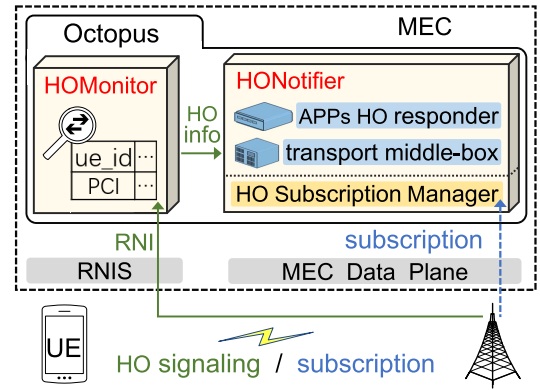 Octopus
MEC
HOMonitor
ue_id ...
PCI ...
HO
info
HONotifier
APPs HO responder
transport middle-box
HO Subscription Manager
RNI
subscription
RNIS
MEC Data Plane
UE
HO signaling / subscription